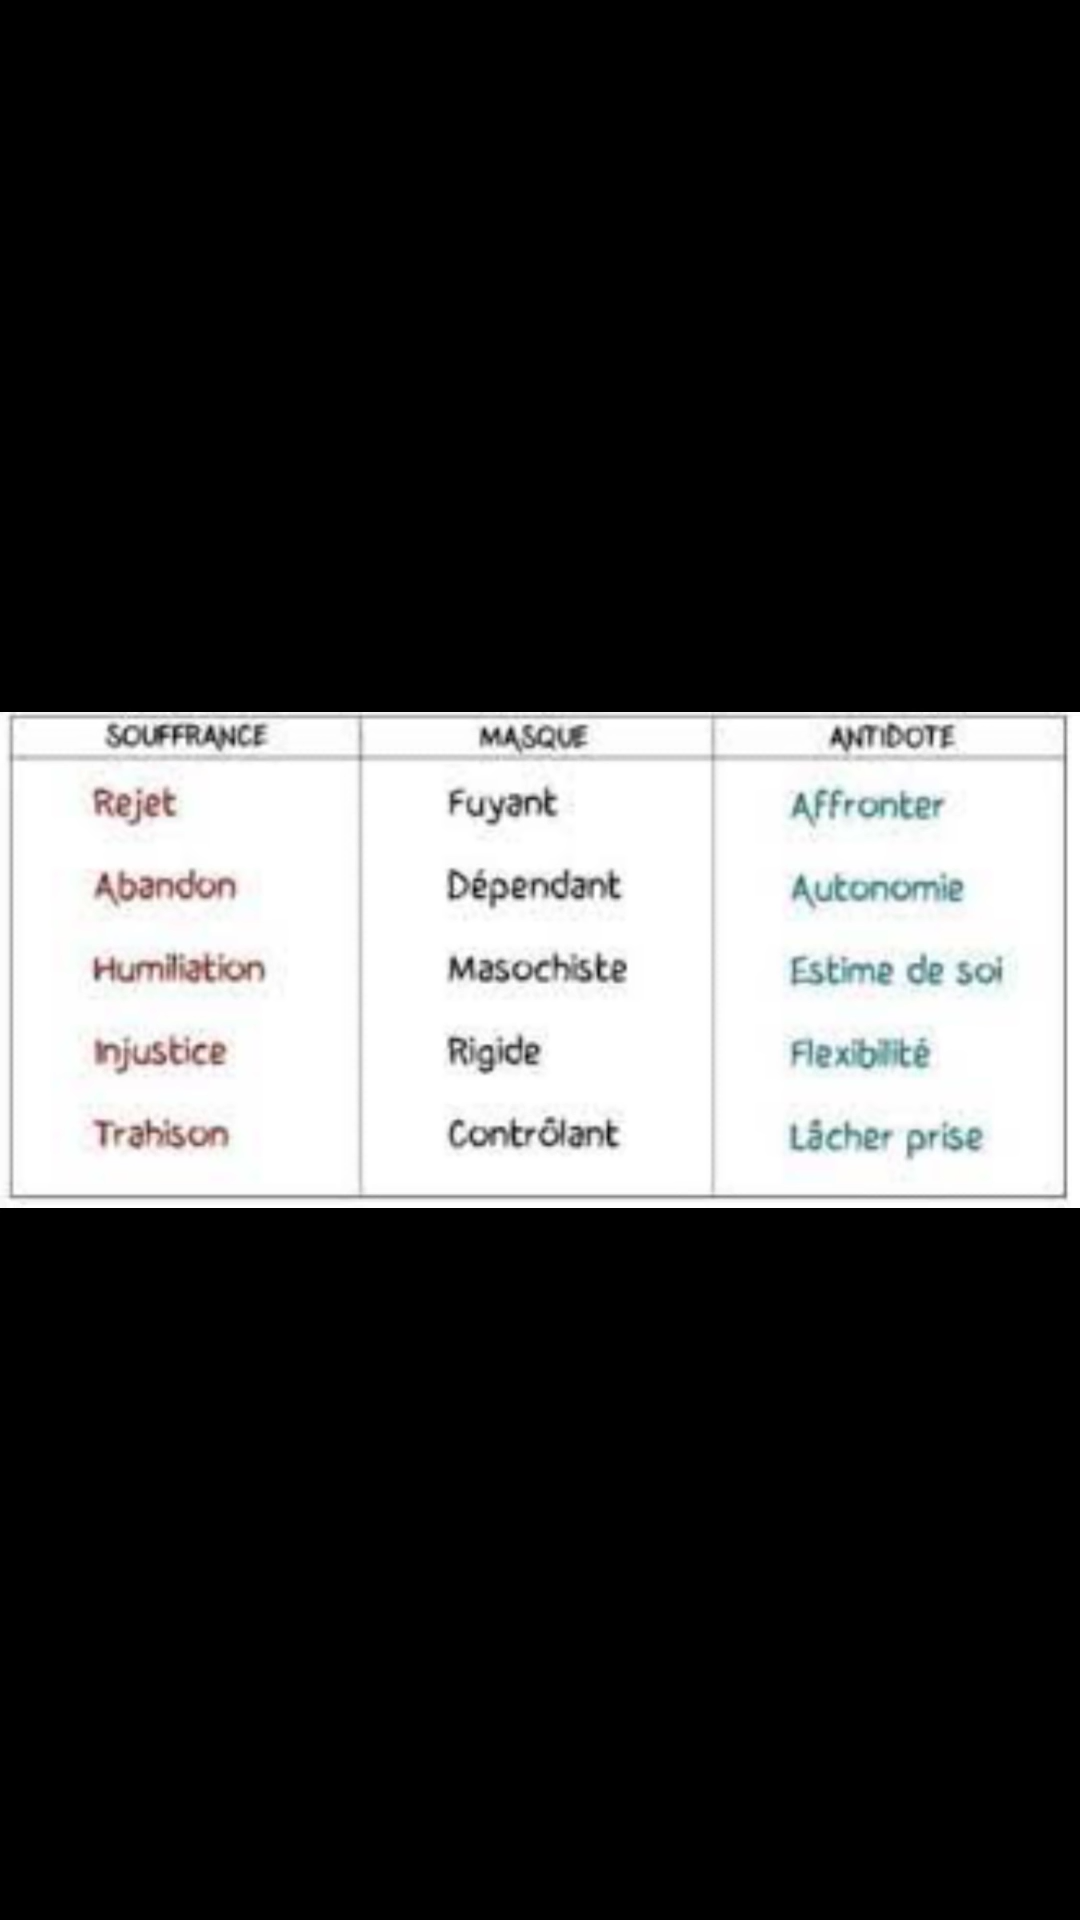 SOUFFRANCE MASQUE ANTIDOTE
Rejet Fuyant Affronter
Abandon Dépendant Autonomie
Humiliation Masochiste Estime de soi
Injustice Rigide Flexibilité
Trahison Contrôlant Lâcher prise